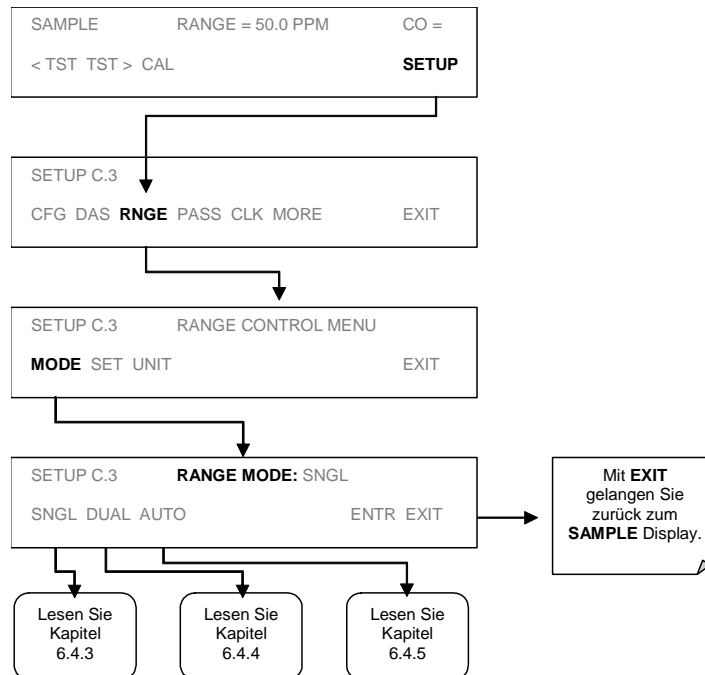 SAMPLE RANGE = 50.0 PPM CO =
< TST TST > CAL SETUP
SETUP C.3
CFG DAS RNGE PASS CLK MORE EXIT
SETUP C.3 RANGE CONTROL MENU
MODE SET UNIT EXIT
SETUP C.3 RANGE MODE: SNGL
SNGL DUAL AUTO ENTR EXIT
Mit EXIT
gelangen Sie
zurück zum
SAMPLE Display.
Lesen Sie
Kapitel
6.4.3
Lesen Sie
Kapitel
6.4.4
Lesen Sie
Kapitel
6.4.5